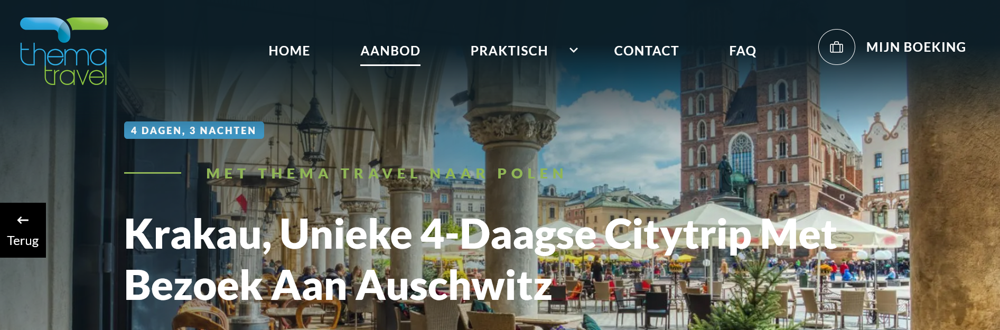 thema
travel
HOME
AANBOD
PRAKTISCH
CONTACT
FAQ
MIJN BOEKING
4 DAGEN, 3 NACHTEN
MET THEMA TRAVEL NAAR POLEN
Terug
Krakau, Unieke 4-Daagse Citytrip Met
Bezoek Aan Auschwitz